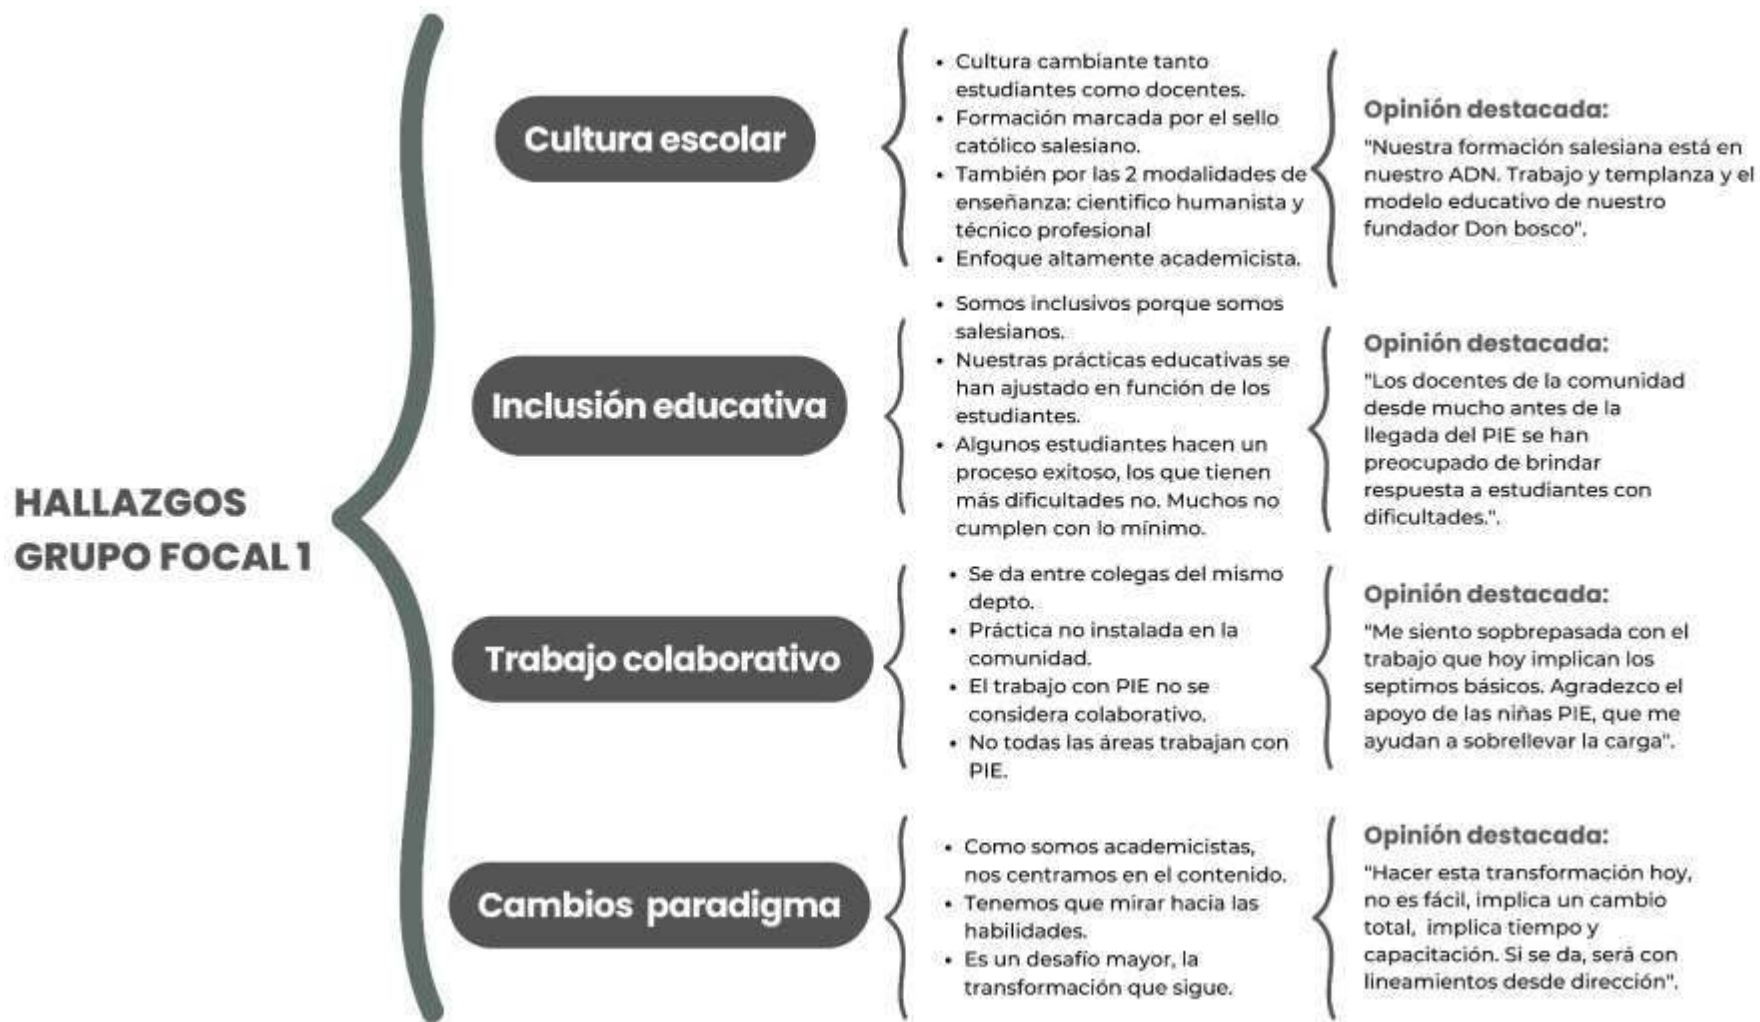 HALLAZGOS
GRUPO FOCAL 1
Cultura escolar
• Cultura cambiante tanto
estudiantes como docentes.
• Formación marcada por el sello
católico salesiano.
• También por las 2 modalidades de
enseñanza: cientifico humanista y
técnico profesional
• Enfoque altamente academicista.
Opinión destacada:
"Nuestra formación salesiana está en
nuestro ADN. Trabajo y templanza y el
modelo educativo de nuestro
fundador Don bosco".
Inclusión educativa
• Somos inclusivos porque somos
salesianos.
• Nuestras prácticas educativas se
han ajustado en función de los
estudiantes.
• Algunos estudiantes hacen un
proceso exitoso, los que tienen
más dificultades no. Muchos no
cumplen con lo mínimo.
Opinión destacada:
"Los docentes de la comunidad
desde mucho antes de la
llegada del PIE se han
preocupado de brindar
respuesta a estudiantes con
dificultades.".
Trabajo colaborativo
• Se da entre colegas del mismo
depto.
• Práctica no instalada en la
comunidad.
• El trabajo con PIE no se
considera colaborativo.
• No todas las áreas trabajan con
PIE.
Opinión destacada:
"Me siento sopbrepasada con el
trabajo que hoy implican los
septimos básicos. Agradezco el
apoyo de las niñas PIE, que me
ayudan a sobrellevar la carga".
Cambios paradigma
• Como somos academicistas,
nos centramos en el contenido.
• Tenemos que mirar hacia las
habilidades.
• Es un desafío mayor, la
transformación que sigue.
Opinión destacada:
"Hacer esta transformación hoy,
no es fácil, implica un cambio
total, implica tiempo y
capacitación. Si se da, será con
lineamientos desde dirección".